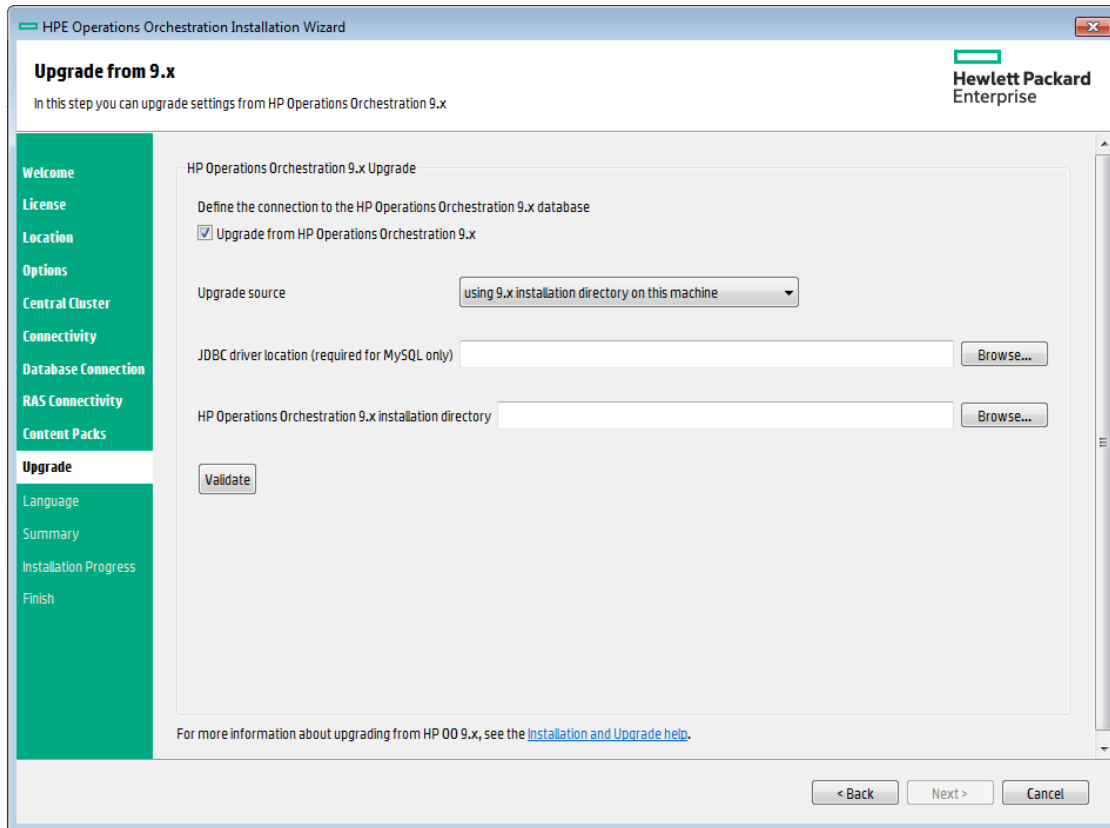 HPE Operations Orchestration Installation Wizard
Upgrade from 9.x
In this step you can upgrade settings from HP Operations Orchestration 9.x
Hewlett Packard
Enterprise
Welcome
License
Location
Options
Central Cluster
Connectivity
Database Connection
RAS Connectivity
Content Packs
Upgrade
Language
Summary
Installation Progress
Finish
HP Operations Orchestration 9.x Upgrade
Define the connection to the HP Operations Orchestration 9.x database
Upgrade from HP Operations Orchestration 9.x
Upgrade source using 9.x installation directory on this machine
JDBC driver location (required for MySQL only) Browse...
HP Operations Orchestration 9.x installation directory Browse...
Validate
For more information about upgrading from HP OO 9.x, see the Installation and Upgrade help.
< Back Next > Cancel